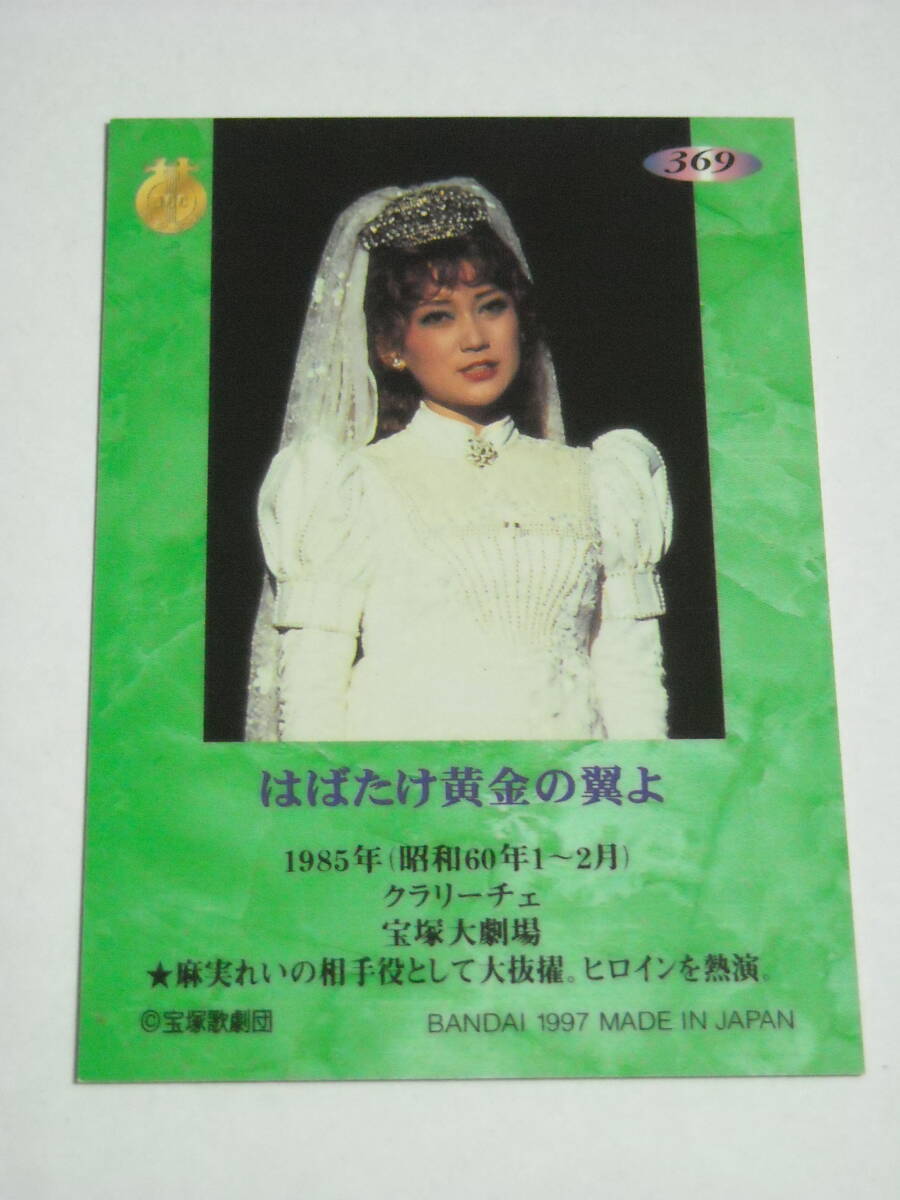 369
はばたけ黄金の翼よ
1985年(昭和60年1～2月)
クラリーチェ
宝塚大劇場
★麻実れいの相手役として大抜擢。ヒロインを熱演。
©宝塚歌劇団 BANDAI 1997 MADE IN JAPAN